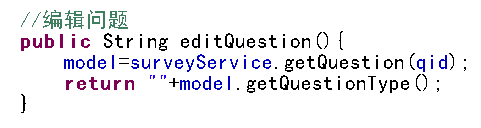 //编辑问题
public String editQuestion(){
    model=surveyService.getQuestion(qid);
    return ""+model.getQuestionType();
}